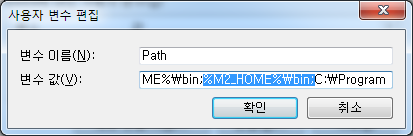 사용자 변수 편집
변수 이름(N): Path
변수 값(V): ME%₩bin;%M2_HOME%₩bin;C:₩Program
확인 취소